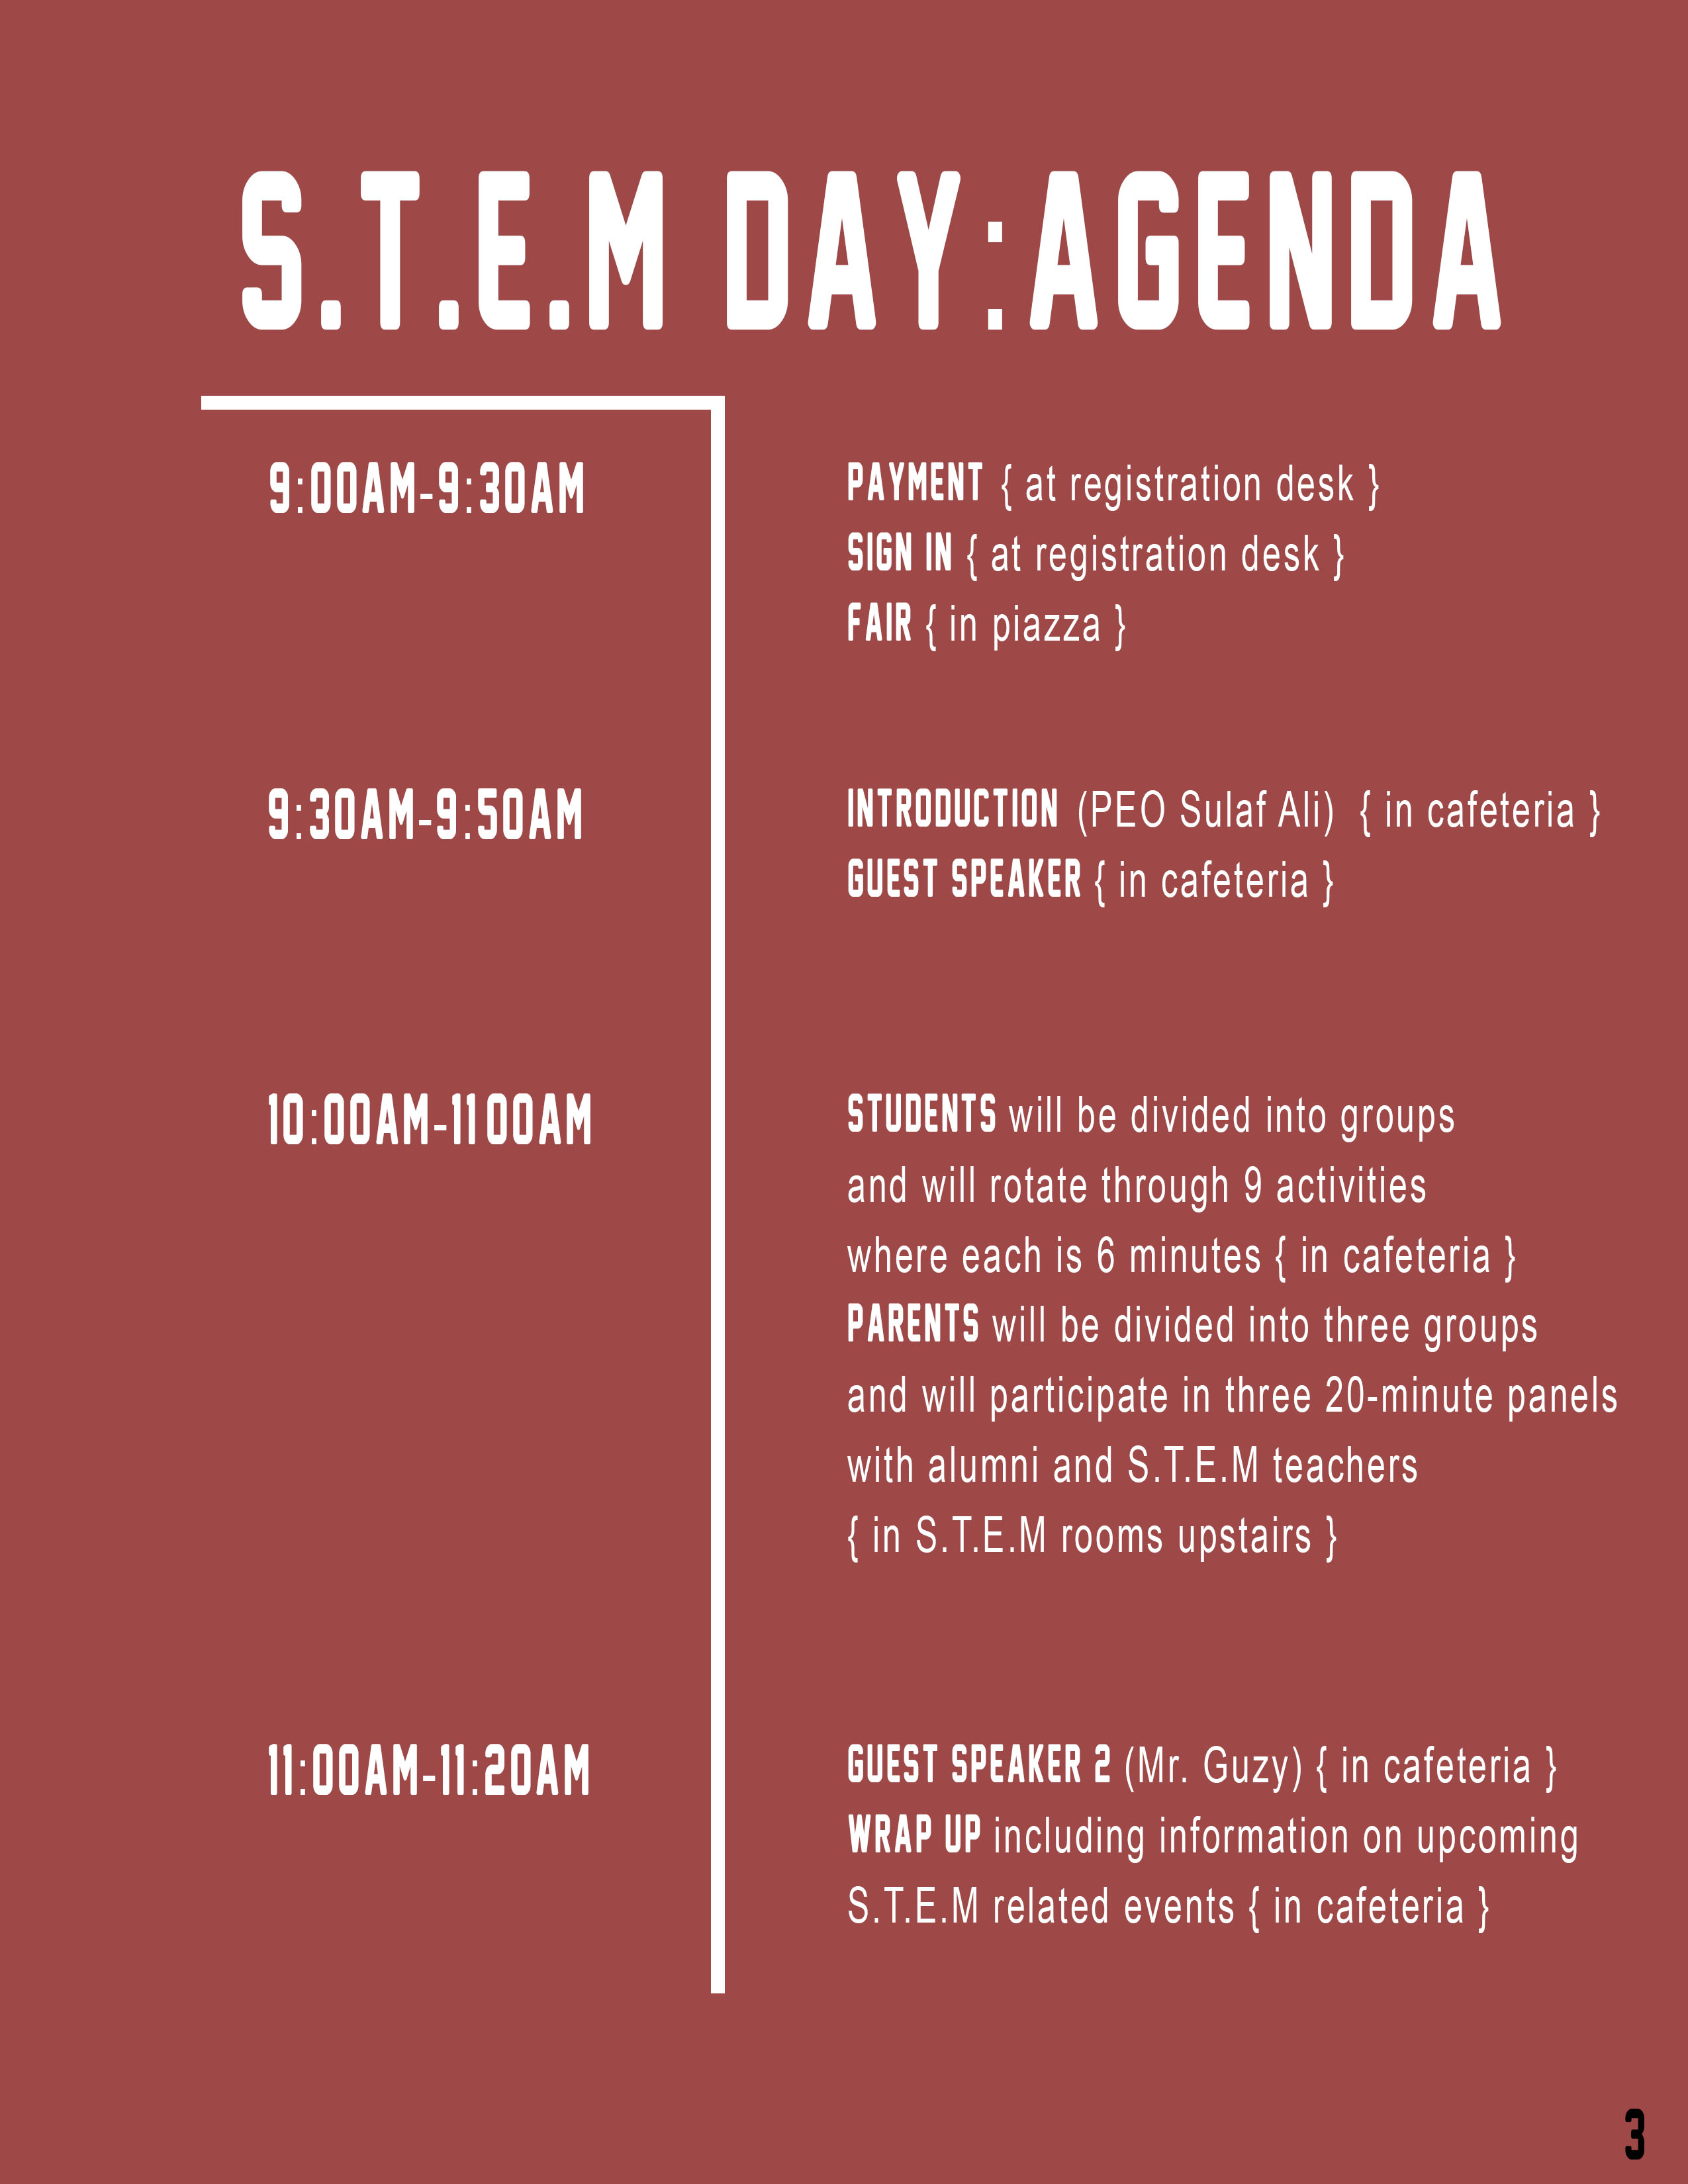 S.T.E.M DAY:AGENDA
9:00AM-9:30AM
PAYMENT { at registration desk }
SIGN IN { at registration desk }
FAIR { in piazza }
9:30AM-9:50AM
INTRODUCTION (PEO Sulaf Ali) { in cafeteria }
GUEST SPEAKER { in cafeteria }
10:00AM-11 00AM
STUDENTS will be divided into groups
and will rotate through 9 activities
where each is 6 minutes { in cafeteria }
PARENTS will be divided into three groups
and will participate in three 20-minute panels
with alumni and S.T.E.M teachers
{ in S.T.E.M rooms upstairs }
11:00AM-11:20AM
GUEST SPEAKER 2 (Mr. Guzy) { in cafeteria }
WRAP UP including information on upcoming
S.T.E.M related events { in cafeteria }
3